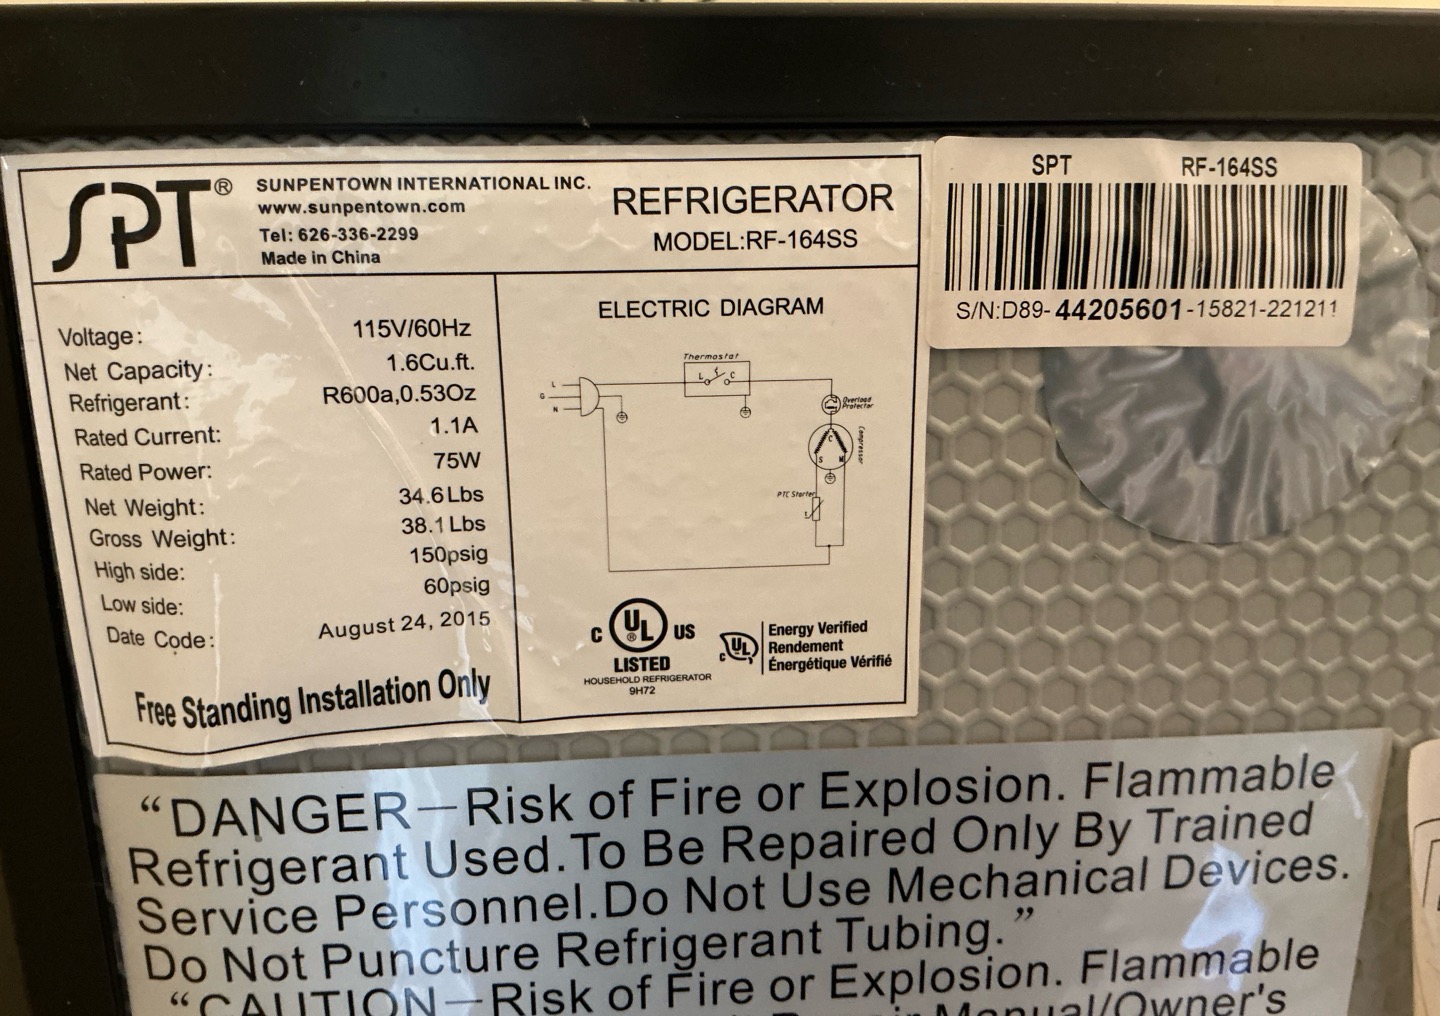 SPT®
SUNPENTOWN INTERNATIONAL INC.
www.sunpentown.com
Tel: 626-336-2299
Made in China
REFRIGERATOR
MODEL:RF-164SS
Voltage: 115V/60Hz
Net Capacity: 1.6Cu.ft.
Refrigerant: R600a,0.53Oz
Rated Current: 1.1A
Rated Power: 75W
Net Weight: 34.6Lbs
Gross Weight: 38.1Lbs
High side: 150psig
Low side: 60psig
Date Code: August 24, 2015
Free Standing Installation Only
ELECTRIC DIAGRAM
Thermostat
L C
L
G
N
Overload
Protector
C
S M
Compressor
PTC Starter
t
C UL® US
LISTED
HOUSEHOLD REFRIGERATOR
9H72
c UL
Energy Verified
Rendement
Énergétique Vérifié
SPT RF-164SS
S/N:D89-44205601-15821-221211
“DANGER—Risk of Fire or Explosion. Flammable
Refrigerant Used.To Be Repaired Only By Trained
Service Personnel.Do Not Use Mechanical Devices.
Do Not Puncture Refrigerant Tubing.”
“CAUTION—Risk of Fire or Explosion. Flammable
Manual/Owner's